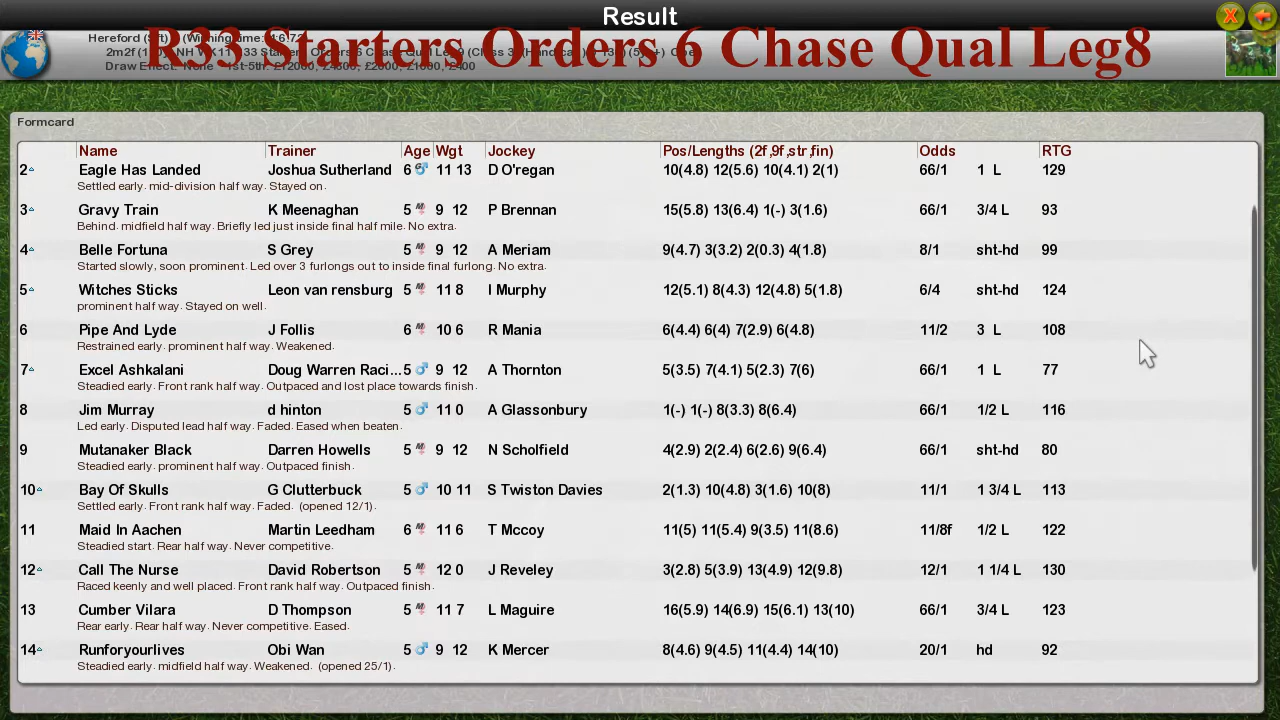 Result
R33 Starters Orders 6 Chase Qual Leg8
Hereford
2m2f
Draw Effect: None 1st-5th: £12000, £4800, £2000, £1000, £400
Formcard
Name Trainer Age Wgt Jockey Pos/Lengths (2f,9f,str,fin) Odds RTG
2 Eagle Has Landed Joshua Sutherland 6 11 13 D O'regan 10(4.8) 12(5.6) 10(4.1) 2(1) 66/1 1 L 129
Settled early. mid-division half way. Stayed on.
3 Gravy Train K Meenaghan 5 9 12 P Brennan 15(5.8) 13(6.4) 1(-) 3(1.6) 66/1 3/4 L 93
Behind. midfield half way. Briefly led just inside final half mile. No extra.
4 Belle Fortuna S Grey 5 9 12 A Meriam 9(4.7) 3(3.2) 2(0.3) 4(1.8) 8/1 sht-hd 99
Started slowly, soon prominent. Led over 3 furlongs out to inside final furlong. No extra.
5 Witches Sticks Leon van rensburg 5 11 8 I Murphy 12(5.1) 8(4.3) 12(4.8) 5(1.8) 6/4 sht-hd 124
prominent half way. Stayed on well.
6 Pipe And Lyde J Follis 6 10 6 R Mania 6(4.4) 6(4) 7(2.9) 6(4.8) 11/2 3 L 108
Restrained early. prominent half way. Weakened.
7 Excel Ashkalani Doug Warren Raci... 5 9 12 A Thornton 5(3.5) 7(4.1) 5(2.3) 7(6) 66/1 1 L 77
Steadied early. Front rank half way. Outpaced and lost place towards finish.
8 Jim Murray d hinton 5 11 0 A Glassonbury 1(-) 1(-) 8(3.3) 8(6.4) 66/1 1/2 L 116
Led early. Disputed lead half way. Faded. Eased when beaten.
9 Mutanaker Black Darren Howells 5 9 12 N Scholfield 4(2.9) 2(2.4) 6(2.6) 9(6.4) 66/1 sht-hd 80
Steadied early. prominent half way. Outpaced finish.
10 Bay Of Skulls G Clutterbuck 5 10 11 S Twiston Davies 2(1.3) 10(4.8) 3(1.6) 10(8) 11/1 1 3/4 L 113
Settled early. Front rank half way. Faded. (opened 12/1).
11 Maid In Aachen Martin Leedham 6 11 6 T Mccoy 11(5) 11(5.4) 9(3.5) 11(8.6) 11/8f 1/2 L 122
Steadied start. Rear half way. Never competitive.
12 Call The Nurse David Robertson 5 12 0 J Reveley 3(2.8) 5(3.9) 13(4.9) 12(9.8) 12/1 1 1/4 L 130
Raced keenly and well placed. Front rank half way. Outpaced finish.
13 Cumber Vilara D Thompson 5 11 7 L Maguire 16(5.9) 14(6.9) 15(6.1) 13(10) 66/1 3/4 L 123
Rear early. Rear half way. Never competitive. Eased.
14 Runforyourlives Obi Wan 5 9 12 K Mercer 8(4.6) 9(4.5) 11(4.4) 14(10) 20/1 hd 92
Steadied early. midfield half way. Weakened. (opened 25/1).